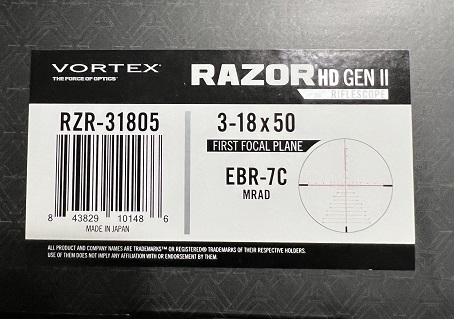 VORTEX®
THE FORCE OF OPTICS™
RAZOR HD GEN II
RIFLESCOPE
RZR-31805
8 43829 10148 6
MADE IN JAPAN
3-18x50
FIRST FOCAL PLANE
EBR-7C
MRAD
ALL PRODUCT AND COMPANY NAMES ARE TRADEMARKS™ OR REGISTERED® TRADEMARKS OF THEIR RESPECTIVE HOLDERS.
USE OF THEM DOES NOT IMPLY ANY AFFILIATION WITH OR ENDORSEMENT BY THEM.